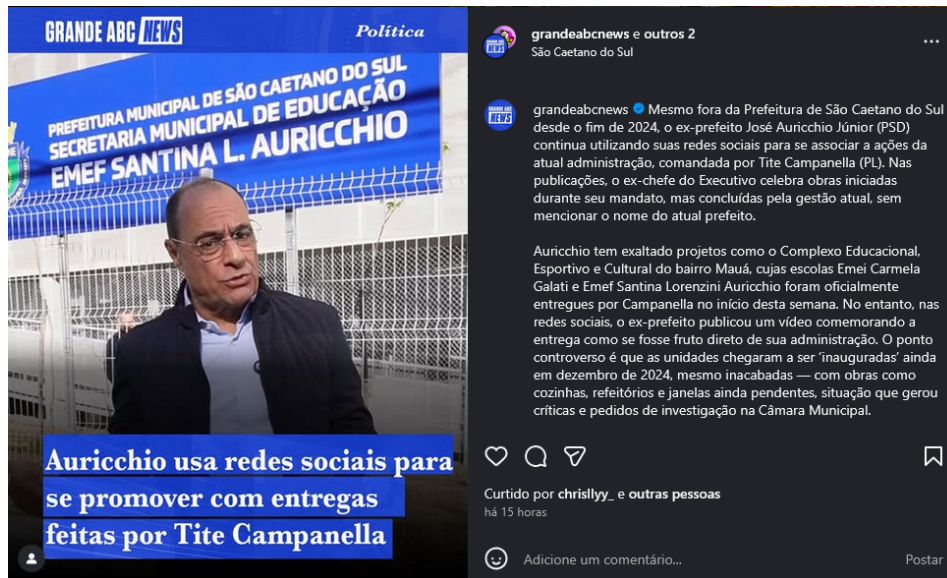 GRANDE ABC NEWS
Política
PREFEITURA MUNICIPAL DE SÃO CAETANO DO SUL
SECRETARIA MUNICIPAL DE EDUCAÇÃO
EMEF SANTINA L. AURICCHIO
Auricchio usa redes sociais para
se promover com entregas
feitas por Tite Campanella
grandeabcnews e outros 2
São Caetano do Sul
grandeabcnews Mesmo fora da Prefeitura de São Caetano do Sul
desde o fim de 2024, o ex-prefeito José Auricchio Júnior (PSD)
continua utilizando suas redes sociais para se associar a ações da
atual administração, comandada por Tite Campanella (PL). Nas
publicações, o ex-chefe do Executivo celebra obras iniciadas
durante seu mandato, mas concluídas pela gestão atual, sem
mencionar o nome do atual prefeito.
Auricchio tem exaltado projetos como o Complexo Educacional,
Esportivo e Cultural do bairro Mauá, cujas escolas Emei Carmela
Galati e Emef Santina Lorenzini Auricchio foram oficialmente
entregues por Campanella no início desta semana. No entanto, nas
redes sociais, o ex-prefeito publicou um vídeo comemorando a
entrega como se fosse fruto direto de sua administração. O ponto
controverso é que as unidades chegaram a ser ‘inauguradas’ ainda
em dezembro de 2024, mesmo inacabadas — com obras como
cozinhas, refeitórios e janelas ainda pendentes, situação que gerou
críticas e pedidos de investigação na Câmara Municipal.
Curtido por chrisllyy_ e outras pessoas
há 15 horas
Adicione um comentário...
Postar